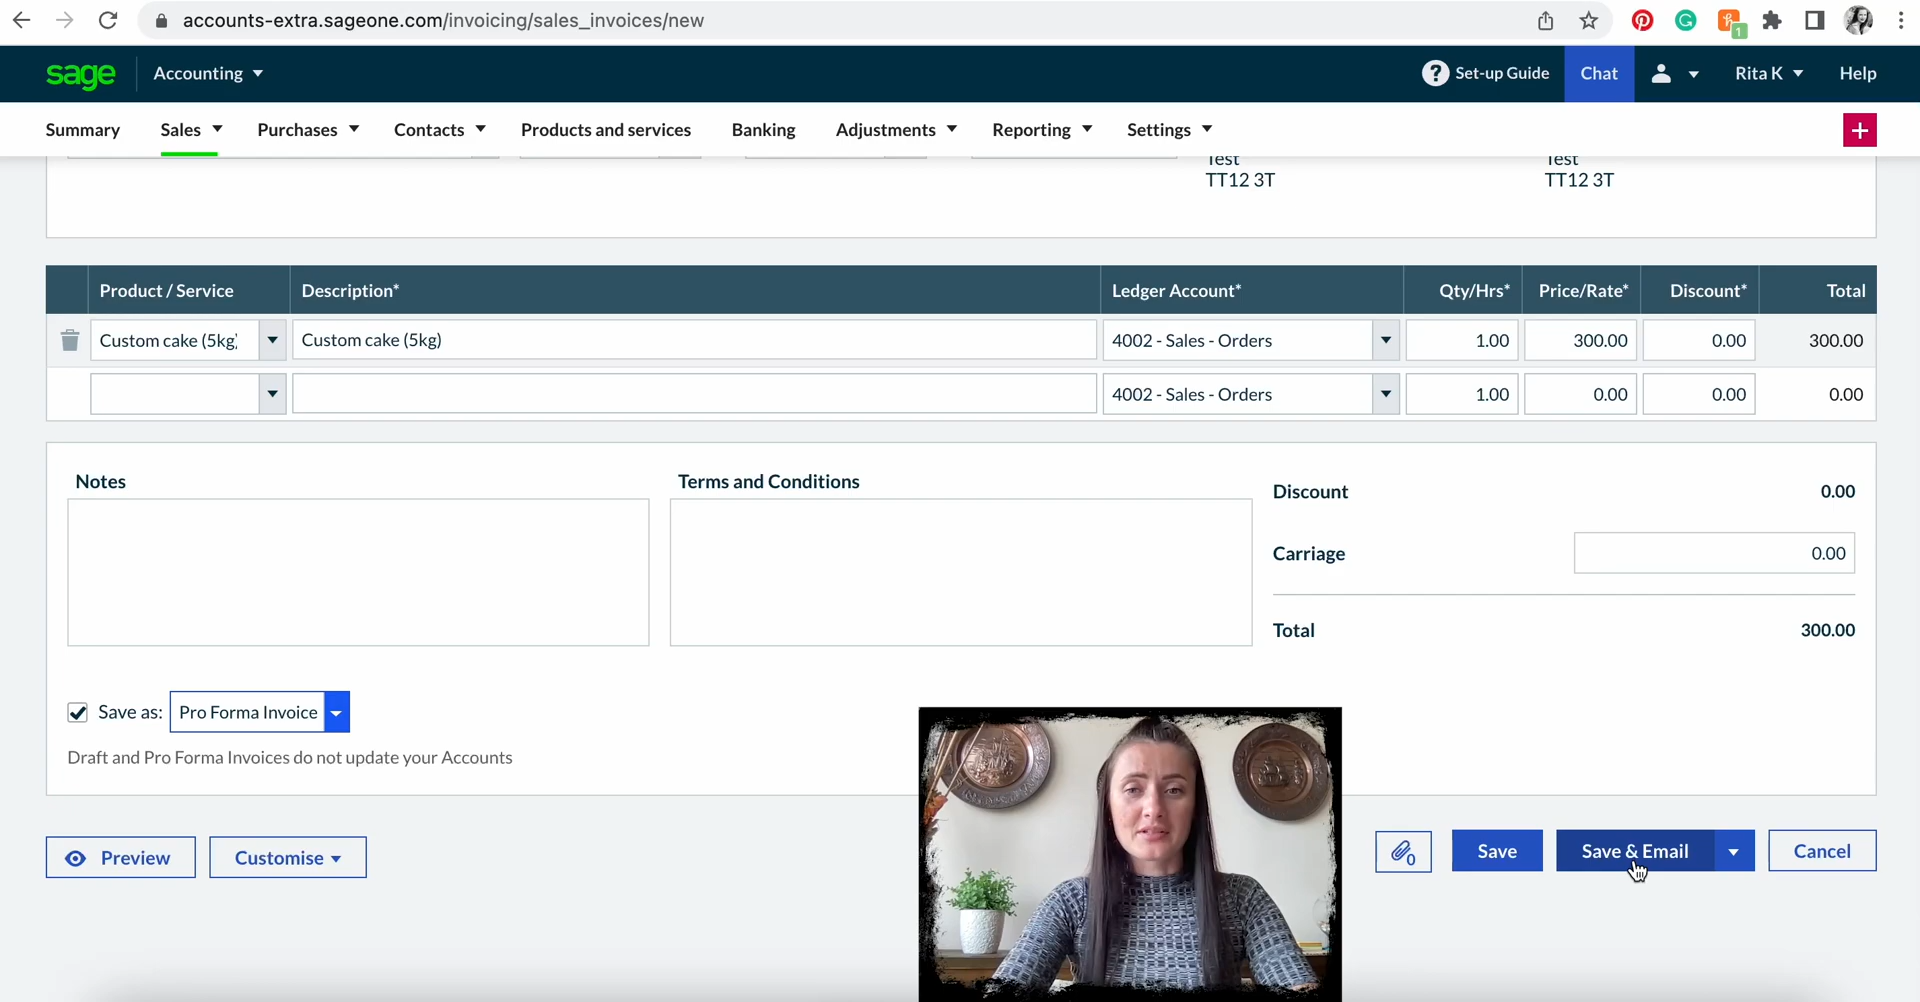 accounts-extra.sageone.com/invoicing/sales_invoices/new
1
sage Accounting ? Set-up Guide Chat Rita K Help
Summary Sales Purchases Contacts Products and services Banking Adjustments Reporting Settings +
Test Test
TT12 3T TT12 3T
Product / Service Description* Ledger Account* Qty/Hrs* Price/Rate* Discount* Total
Custom cake (5kg) Custom cake (5kg) 4002 - Sales - Orders 1.00 300.00 0.00 300.00
4002 - Sales - Orders 1.00 0.00 0.00 0.00
Notes Terms and Conditions
Discount 0.00
Carriage 0.00
Total 300.00
Save as: Pro Forma Invoice
Draft and Pro Forma Invoices do not update your Accounts
Preview Customise 0 Save Save & Email Cancel